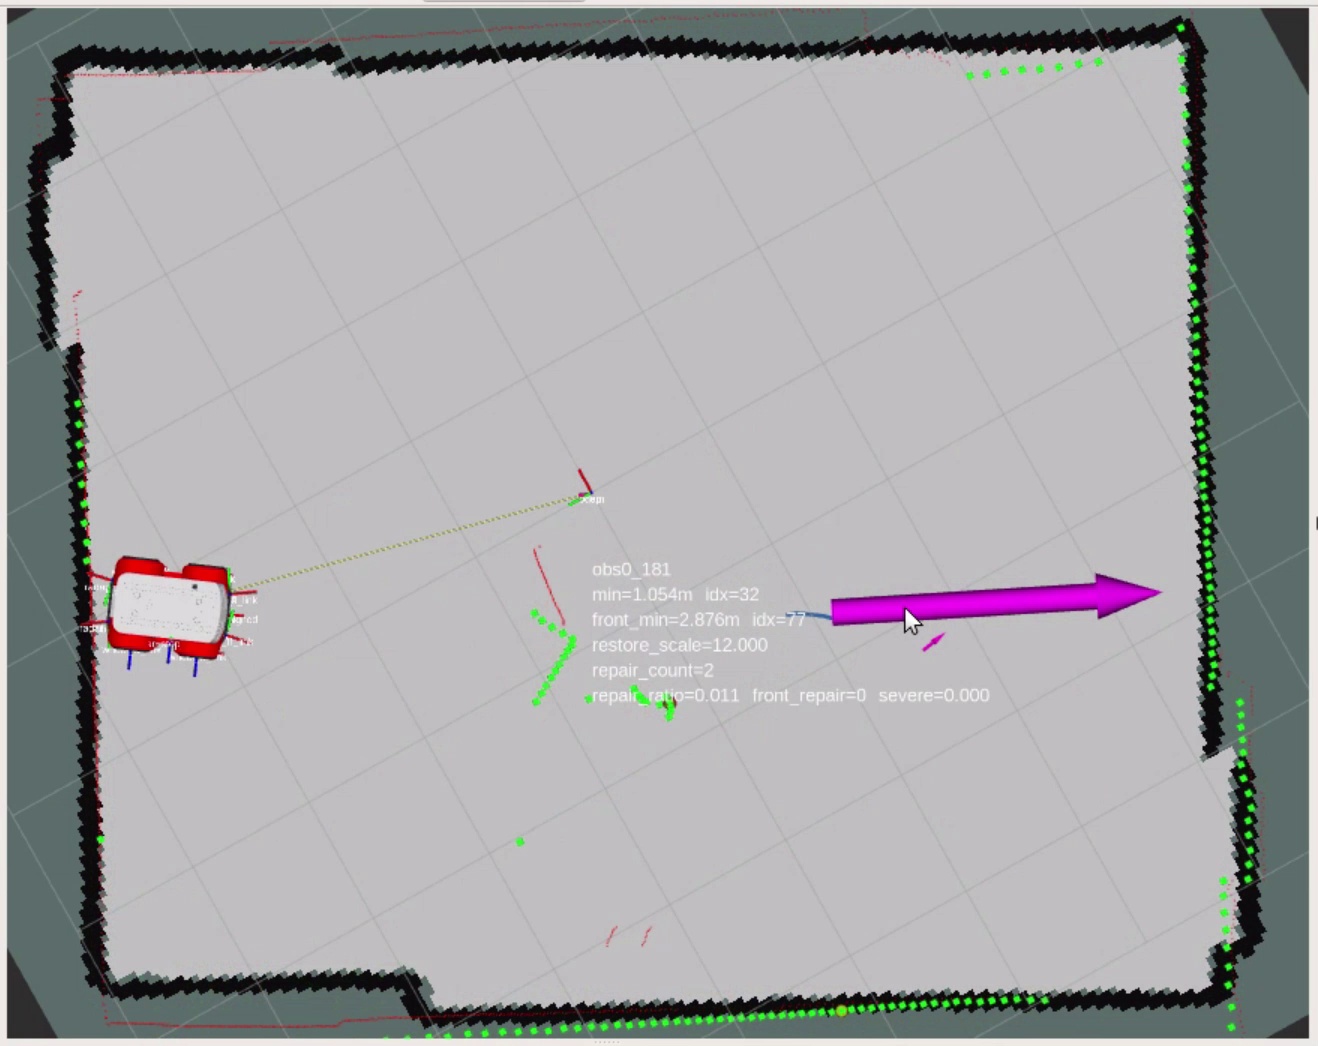 obs0_181
min=1.054m idx=32
front_min=2.876m idx=77
restore_scale=12.000
repair_count=2
repair_ratio=0.011 front_repair=0 severe=0.000